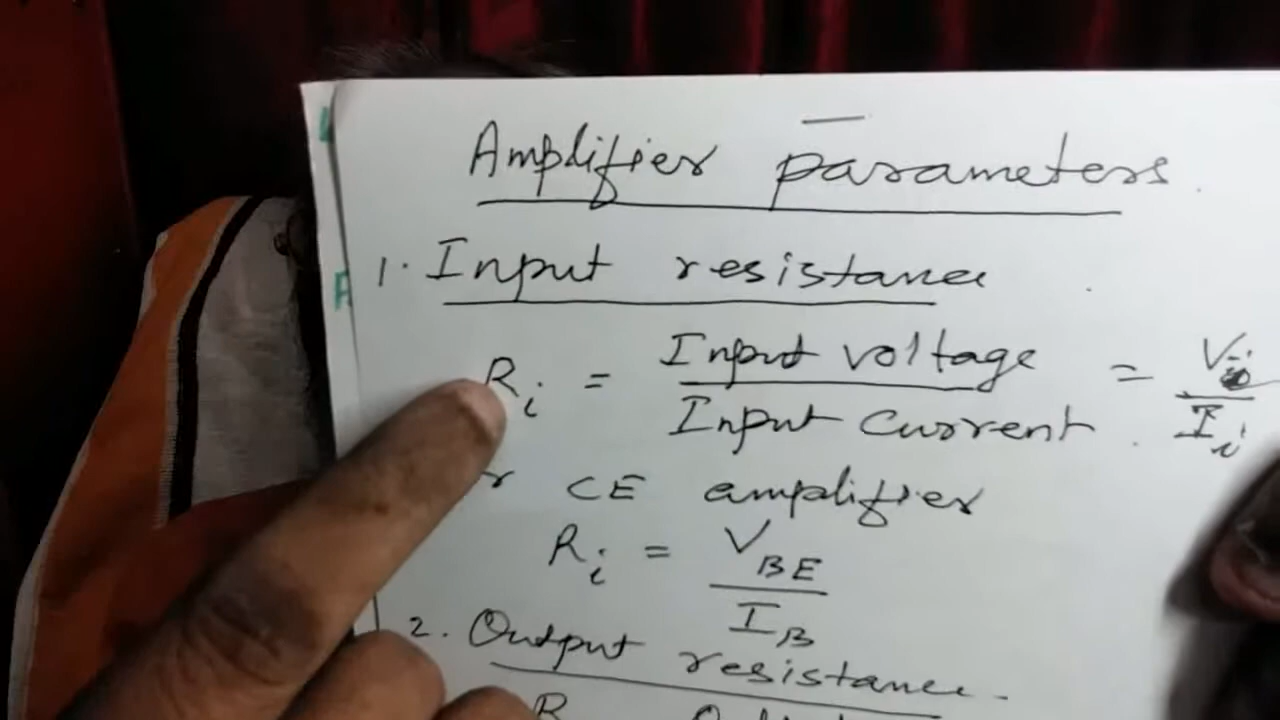 Amplifier parameters.
1. Input resistance
Ri = Input voltage / Input Current = Vi / Ii
CE amplifier
Ri = VBE / IB
2. Output resistance.
R